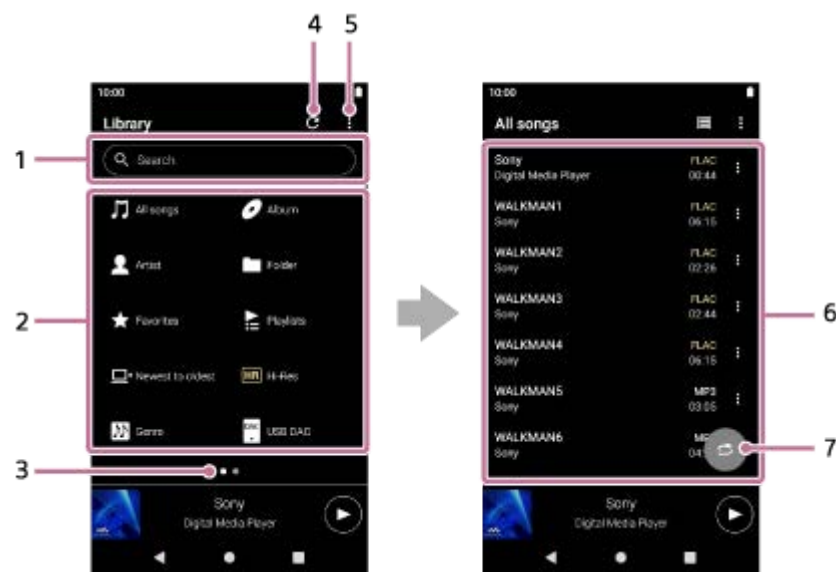 4 5
10:00
Library
1
Search
2
All songs Album
Artist Folder
Favorites Playlists
Newest to oldest HR Hi-Res
Genre DAC USB DAC
3
Sony
Digital Media Player
10:00
All songs
Sony FLAC
Digital Media Player 00:44
WALKMAN1 FLAC
Sony 06:15
WALKMAN2 FLAC
Sony 02:26
WALKMAN3 FLAC
Sony 02:44
WALKMAN4 FLAC
Sony 06:15
WALKMAN5 MP3
Sony 03:05
WALKMAN6
Sony
6
7
Sony
Digital Media Player